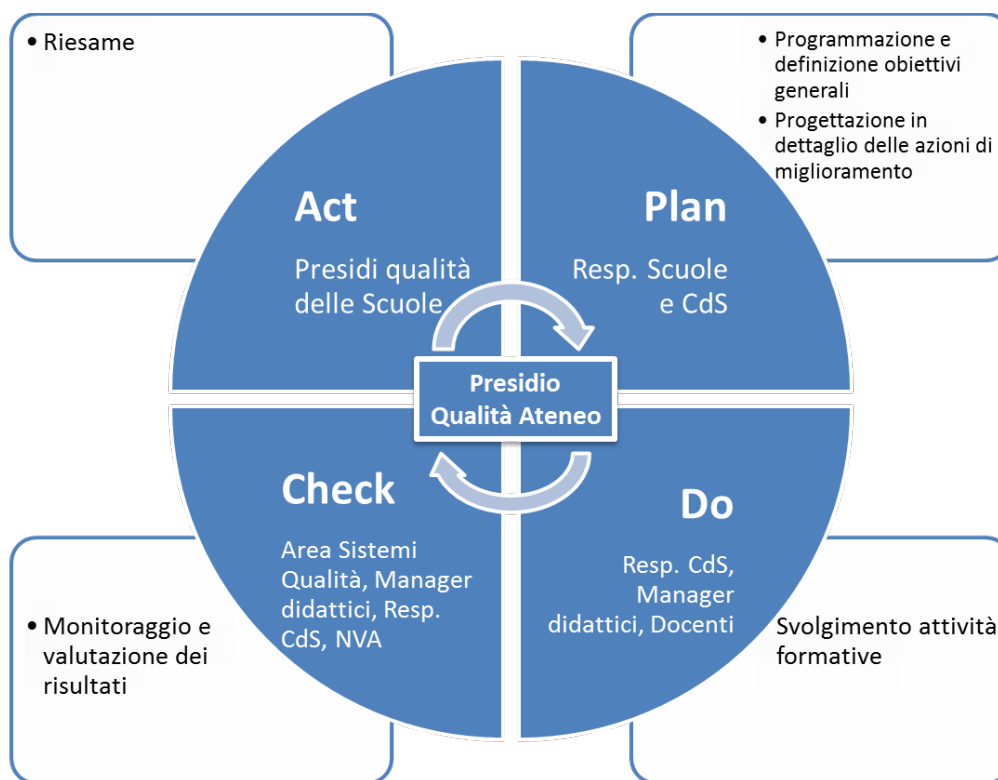 • Riesame
• Programmazione e
definizione obiettivi
generali
• Progettazione in
dettaglio delle azioni di
miglioramento
Act
Presidi qualità
delle Scuole
Plan
Resp. Scuole
e CdS
Presidio
Qualità Ateneo
Check
Area Sistemi
Qualità, Manager
didattici, Resp.
CdS, NVA
Do
Resp. CdS,
Manager
didattici, Docenti
• Monitoraggio e
valutazione dei
risultati
Svolgimento attività
formative